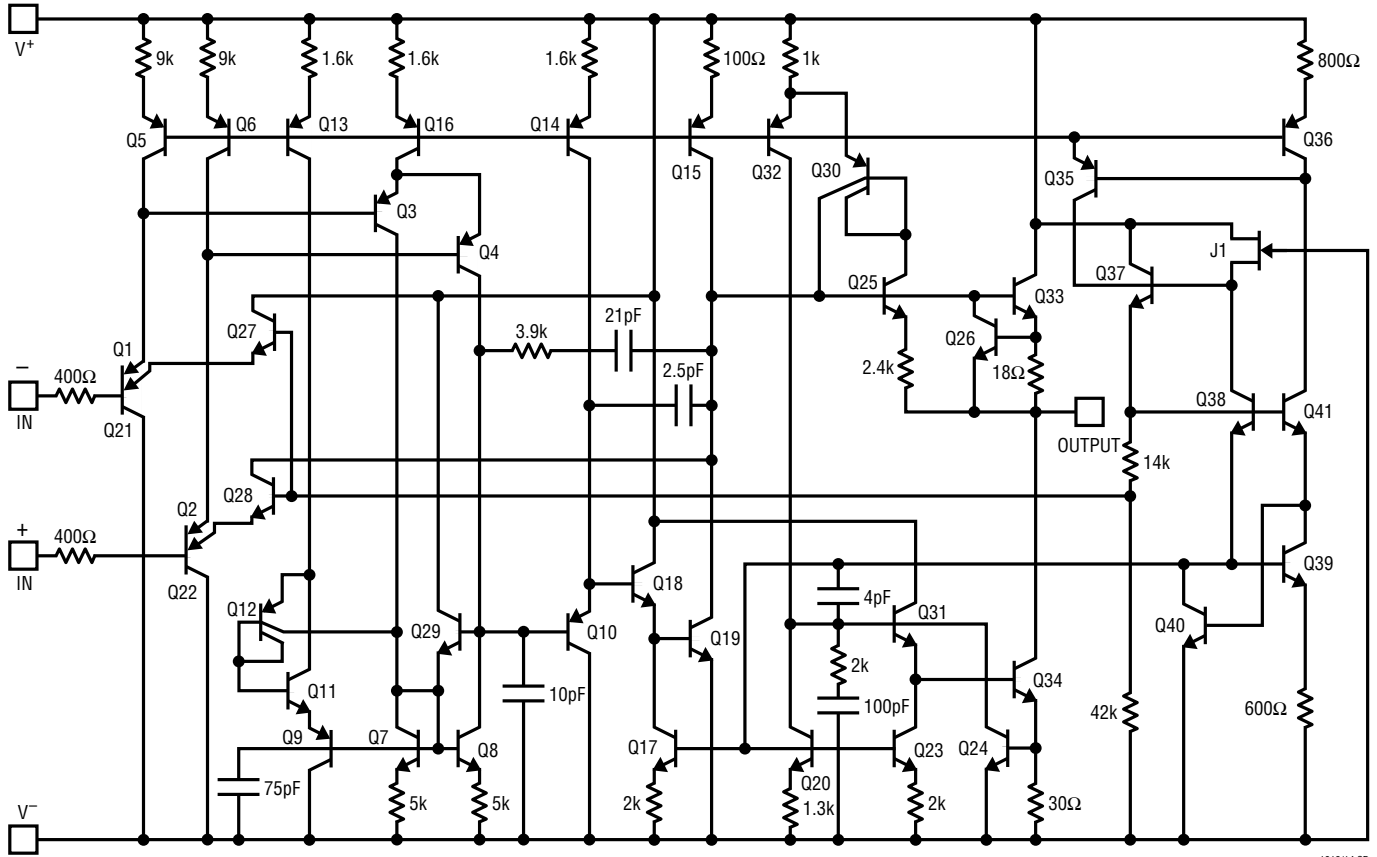 V+
9k
9k
1.6k
1.6k
1.6k
100Ω
1k
800Ω
Q5
Q6
Q13
Q16
Q14
Q15
Q32
Q30
Q35
Q36
Q3
Q4
J1
Q37
Q25
Q33
Q27
3.9k
21pF
Q26
Q1
2.5pF
2.4k
18Ω
−
400Ω
IN
Q21
Q38
Q41
OUTPUT
14k
Q28
Q2
+
400Ω
IN
Q22
Q18
Q39
4pF
Q31
Q12
Q29
Q10
Q19
Q40
2k
Q11
10pF
100pF
Q34
42k
600Ω
Q9
Q7
Q8
Q17
Q23
Q24
75pF
Q20
V−
5k
5k
2k
1.3k
2k
30Ω